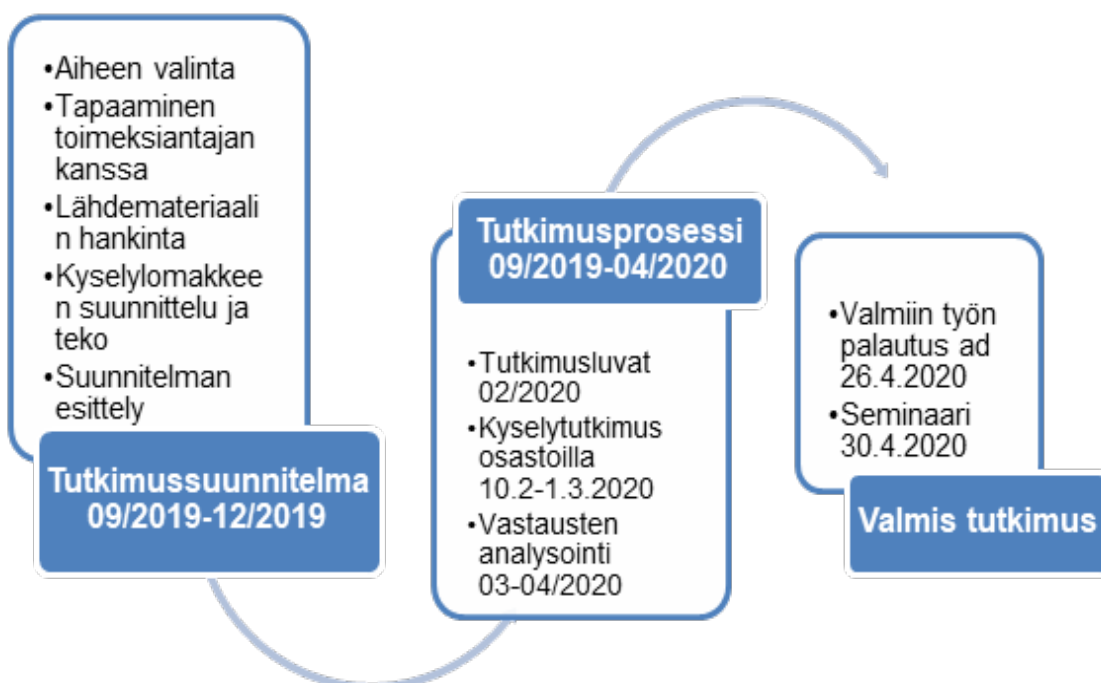 •Aiheen valinta
•Tapaaminen
toimeksiantajan
kanssa
•Lähdemateriaali
n hankinta
•Kyselylomakkee
n suunnittelu ja
teko
•Suunnitelman
esittely
Tutkimussuunnitelma
09/2019-12/2019
Tutkimusprosessi
09/2019-04/2020
•Tutkimusluvat
02/2020
•Kyselytutkimus
osastoilla
10.2-1.3.2020
•Vastausten
analysointi
03-04/2020
•Valmiin työn
palautus ad
26.4.2020
•Seminaari
30.4.2020
Valmis tutkimus